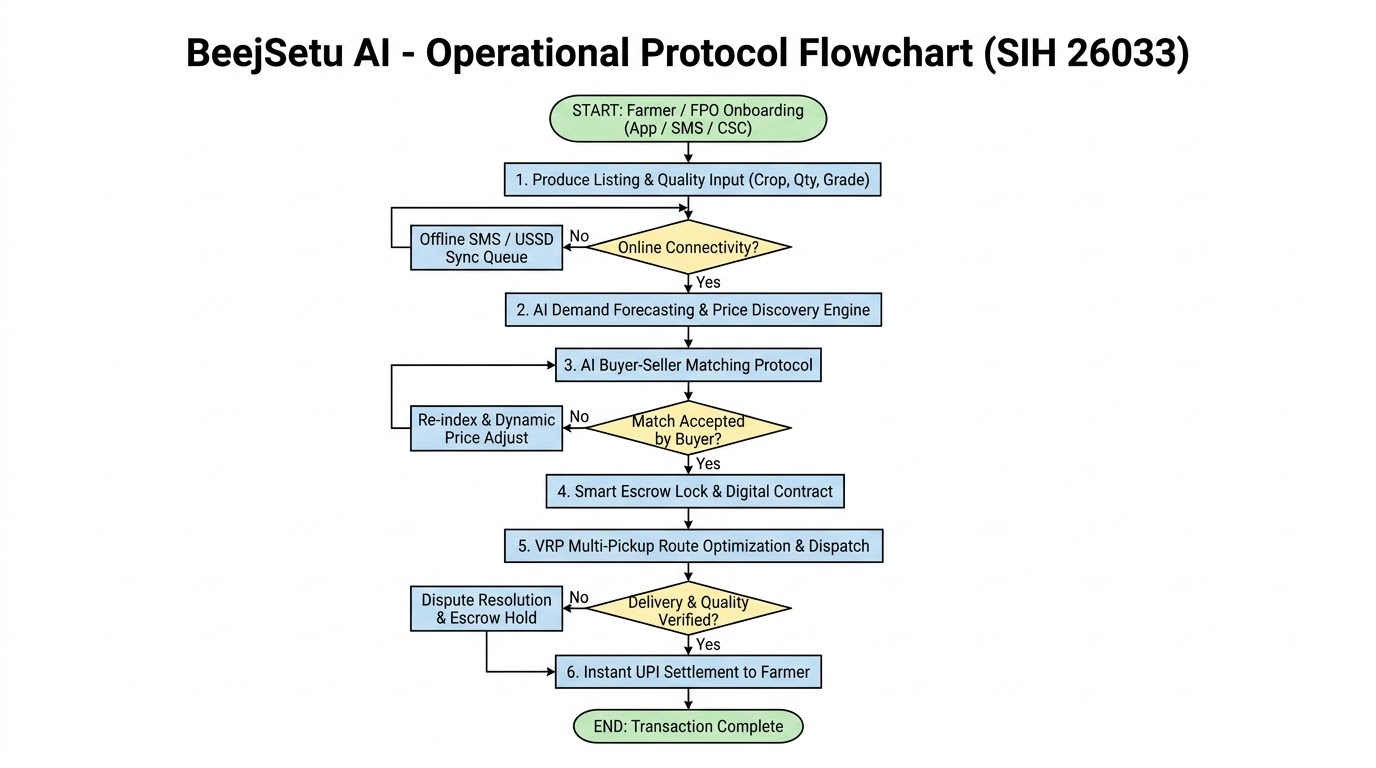 BeejSetu AI - Operational Protocol Flowchart (SIH 26033)
START: Farmer / FPO Onboarding
(App / SMS / CSC)
1. Produce Listing & Quality Input (Crop, Qty, Grade)
Offline SMS / USSD
Sync Queue
No
Online Connectivity?
Yes
2. AI Demand Forecasting & Price Discovery Engine
3. AI Buyer-Seller Matching Protocol
Re-index & Dynamic
Price Adjust
No
Match Accepted
by Buyer?
Yes
4. Smart Escrow Lock & Digital Contract
5. VRP Multi-Pickup Route Optimization & Dispatch
Dispute Resolution
& Escrow Hold
No
Delivery & Quality
Verified?
Yes
6. Instant UPI Settlement to Farmer
END: Transaction Complete